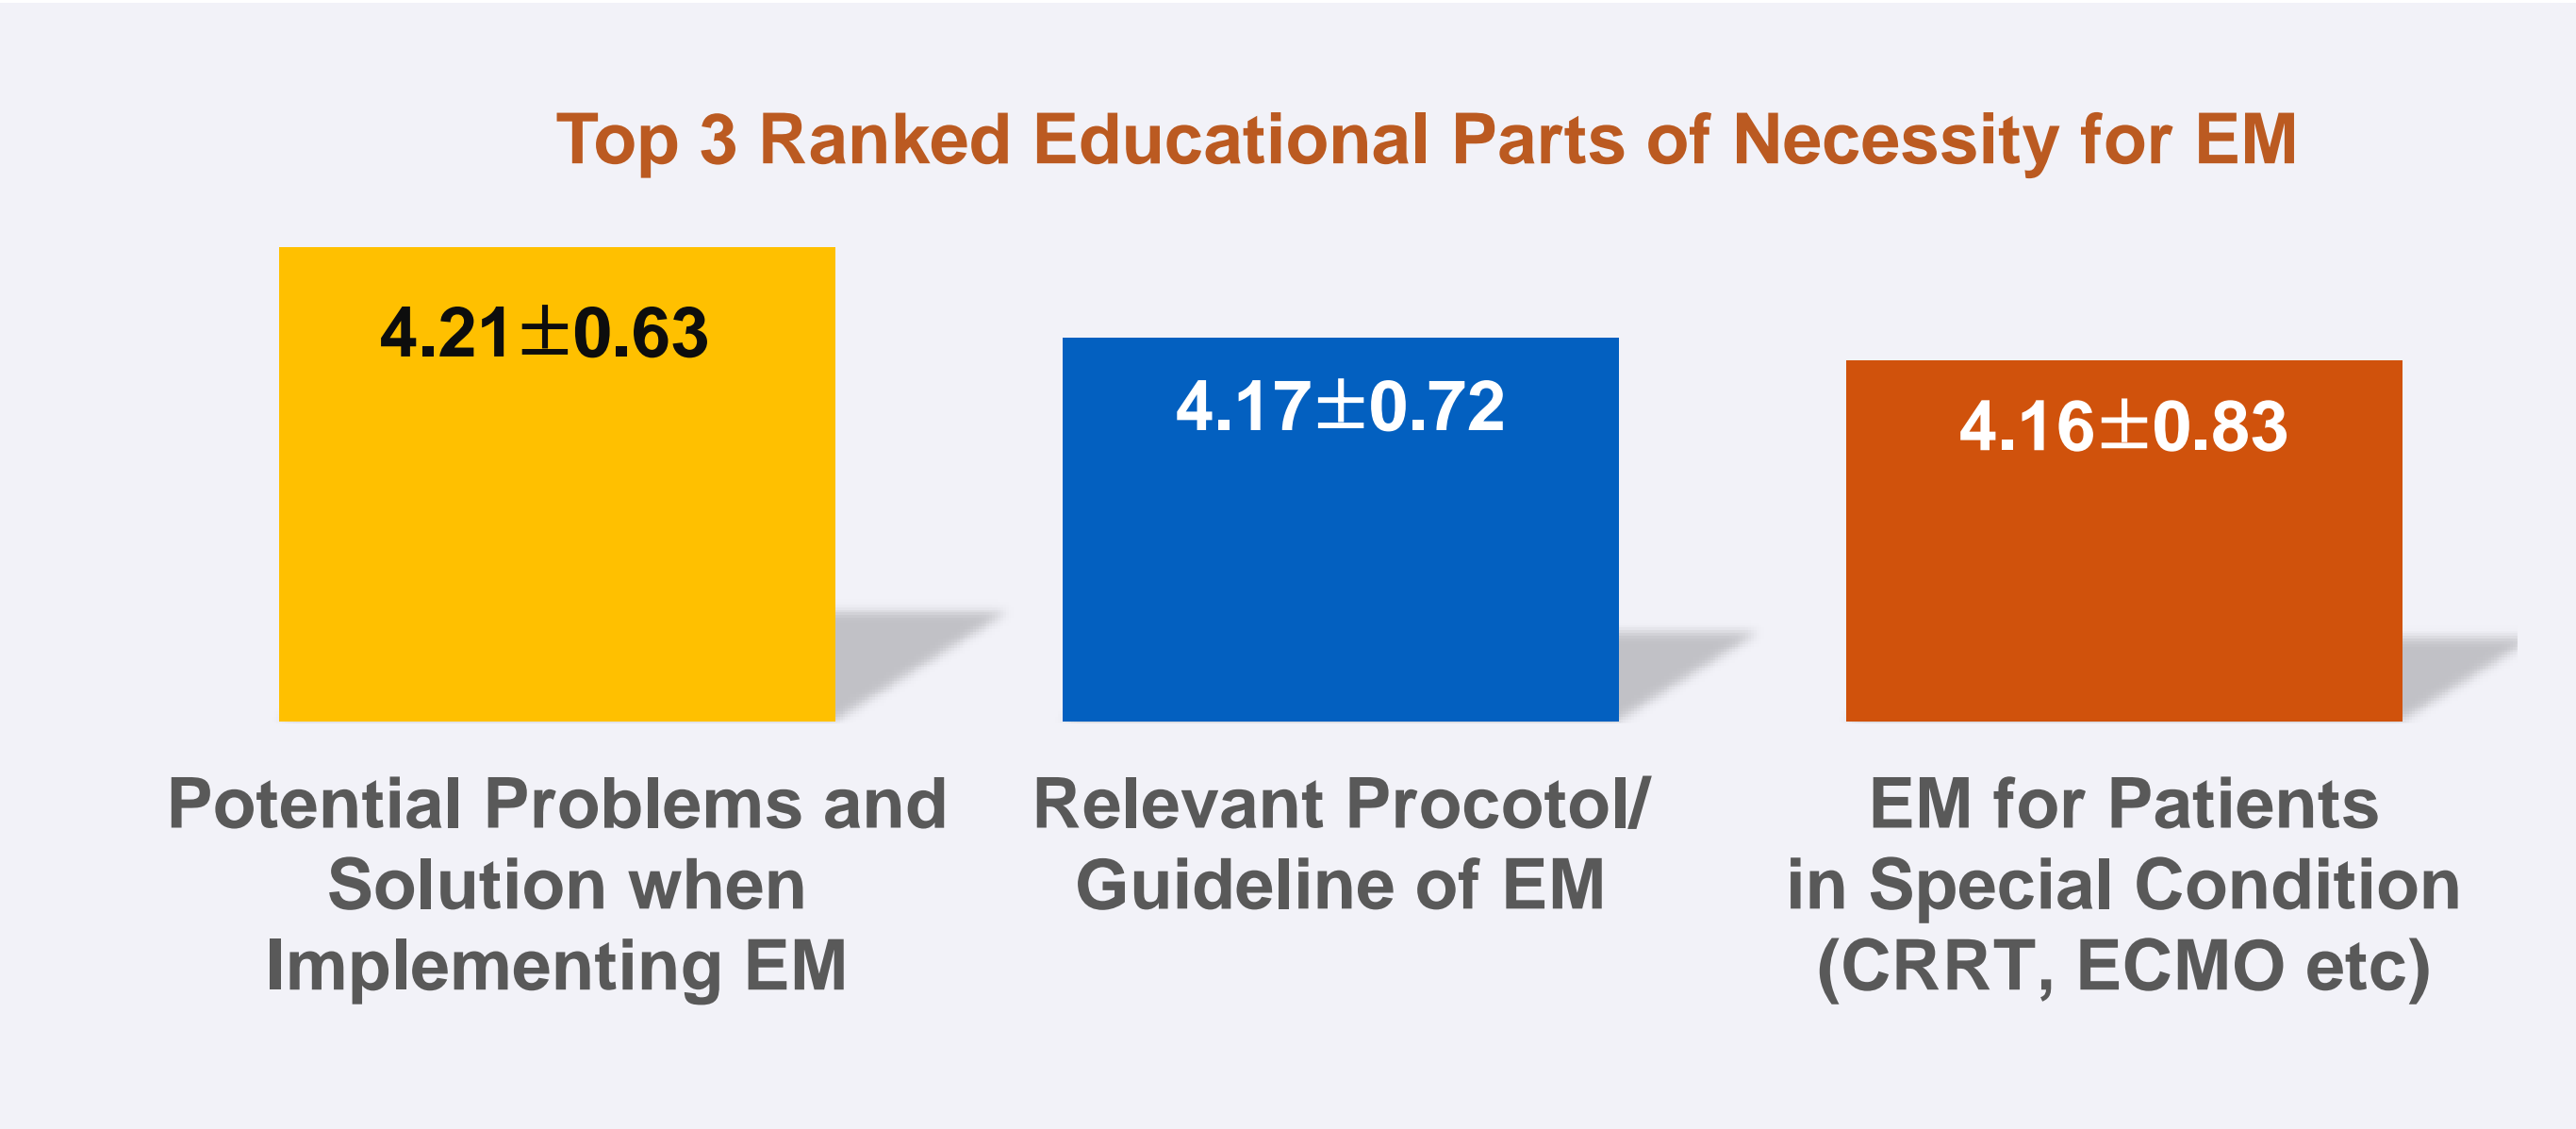 Top 3 Ranked Educational Parts of Necessity for EM
4.21±0.63
4.17±0.72
4.16±0.83
Potential Problems and
Solution when
Implementing EM
Relevant Procotol/
Guideline of EM
EM for Patients
in Special Condition
(CRRT, ECMO etc)